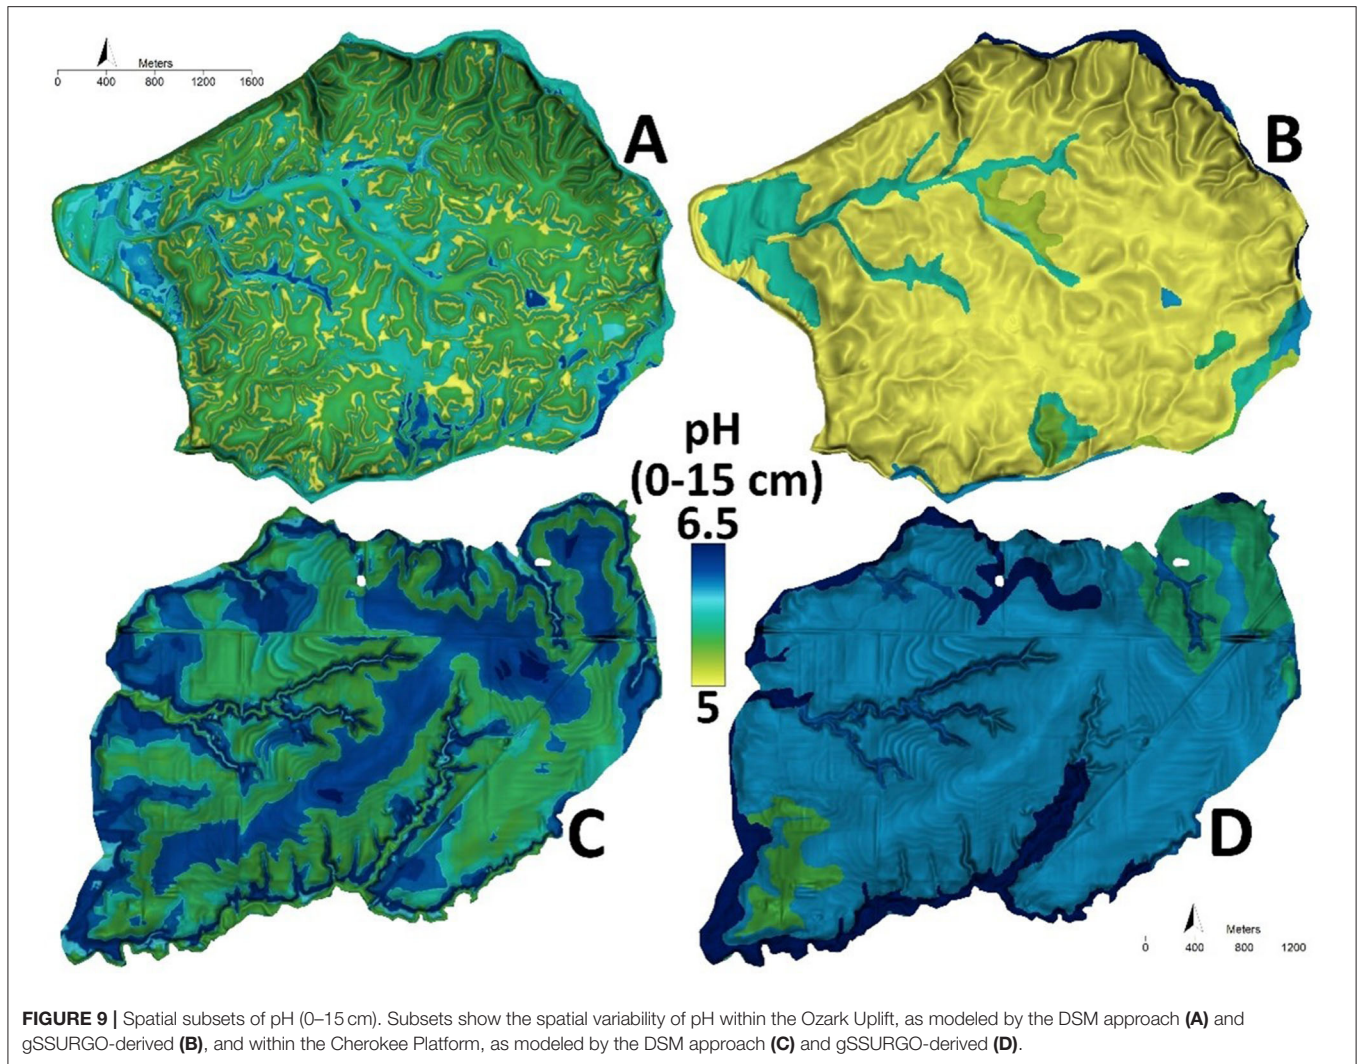 Meters
0 400 800 1200 1600
A
B
pH
(0-15 cm)
6.5
5
C
D
Meters
0 400 800 1200
FIGURE 9 | Spatial subsets of pH (0–15 cm). Subsets show the spatial variability of pH within the Ozark Uplift, as modeled by the DSM approach (A) and
gSSURGO-derived (B), and within the Cherokee Platform, as modeled by the DSM approach (C) and gSSURGO-derived (D).